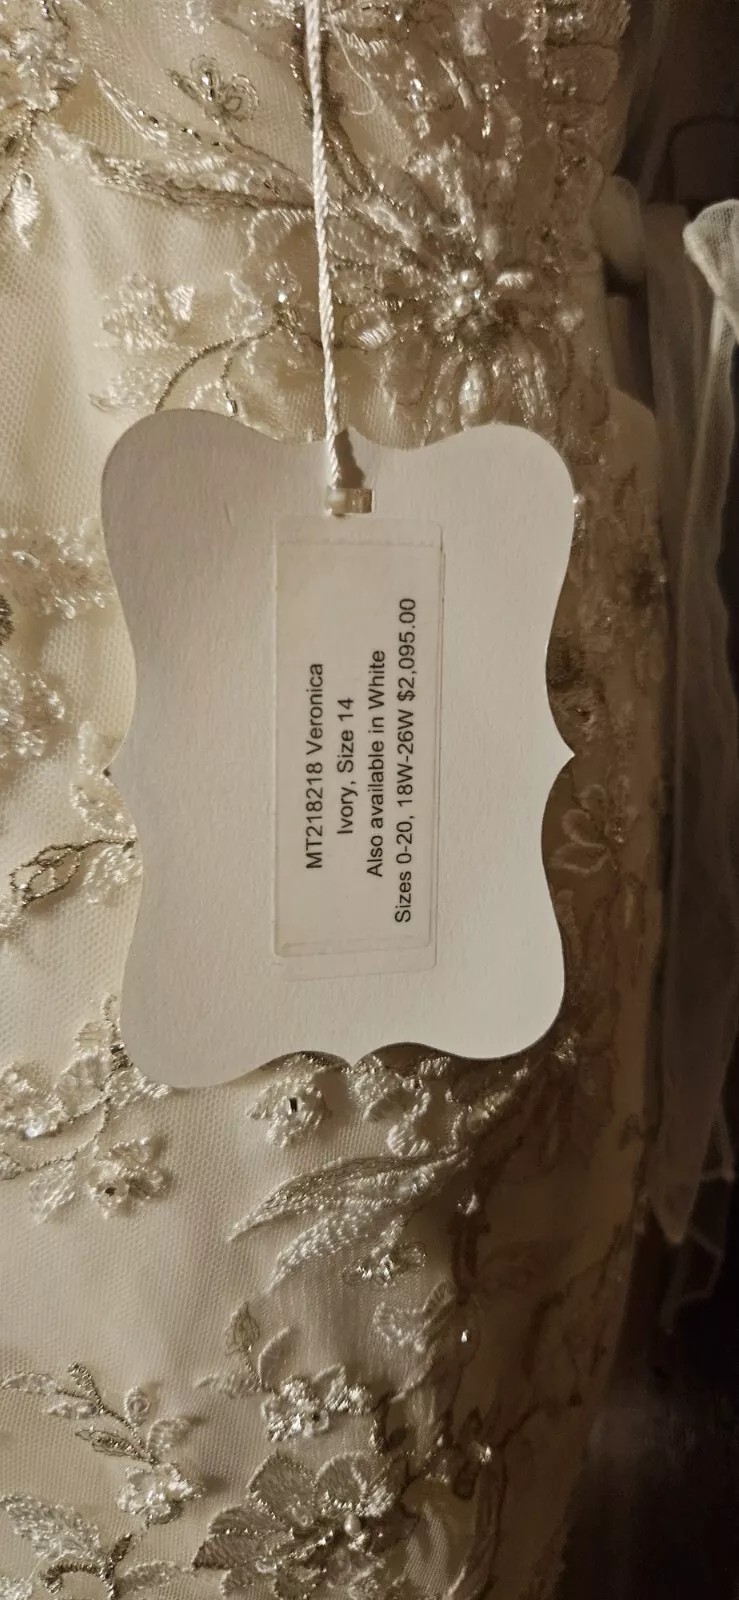 MT218218 Veronica
Ivory, Size 14
Also available in White
Sizes 0-20, 18W-26W $2,095.00